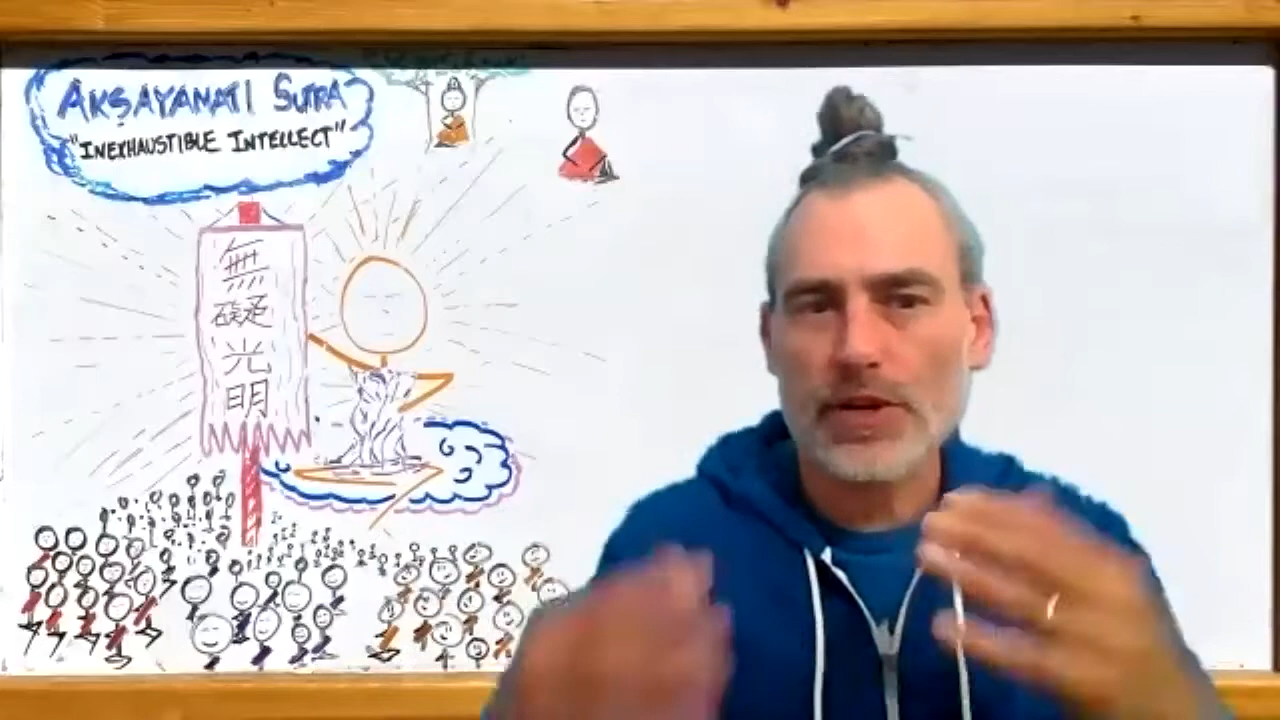 AKṢAYAMATI SUTRA
"INEXHAUSTIBLE INTELLECT"
無
礙
光
明